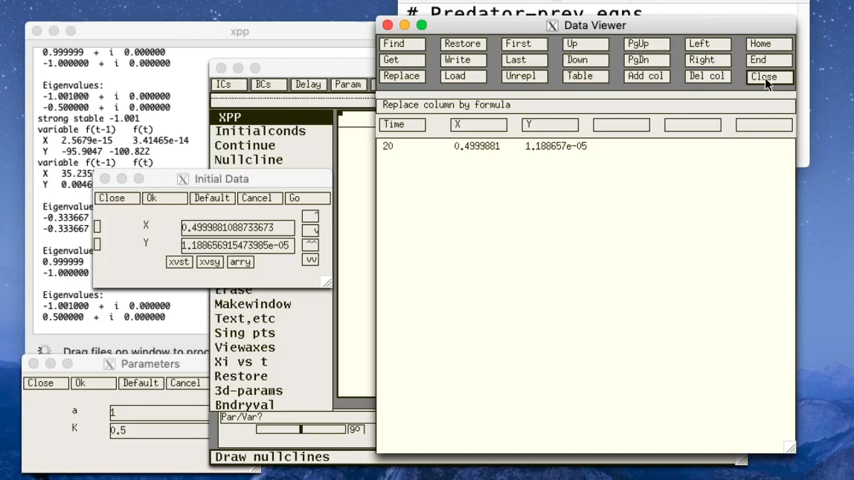 # Predator-prey eqns
xpp
0.999999 + i 0.000000
-1.000000 + i 0.000000
Eigenvalues:
-1.001000 + i 0.000000
-0.500000 + i 0.000000
strong stable -1.001
variable f(t-1) f(t)
X 2.5679e-15 3.41465e-14
Y -95.9047 -100.822
variable f(t-1) f(t)
X 35.235
Y 0.0046
Eigenvalues
-0.333667
-0.333667
Eigenvalues
0.999999
-1.000000
Eigenvalues:
-1.001000 + i 0.000000
0.500000 + i 0.000000
Drag files on window to proc
ICs BCs Delay Param
XPP
Initialconds
Continue
Nullcline
Erase
Makewindow
Text,etc
Sing pts
Viewaxes
Xi vs t
Restore
3d-params
Bndryval
Par/Var?
go
Draw nullclines
Initial Data
Close Ok Default Cancel Go
X 0.4999881088733673
Y 1.188656915473985e-05
xvst xvsy arry
^
v
^^
vv
Parameters
Close Ok Default Cancel
a 1
K 0.5
Data Viewer
Find Restore First Up PgUp Left Home
Get Write Last Down PgDn Right End
Replace Load Unrepl Table Add col Del col Close
Replace column by formula
Time X Y
20 0.4999881 1.188657e-05